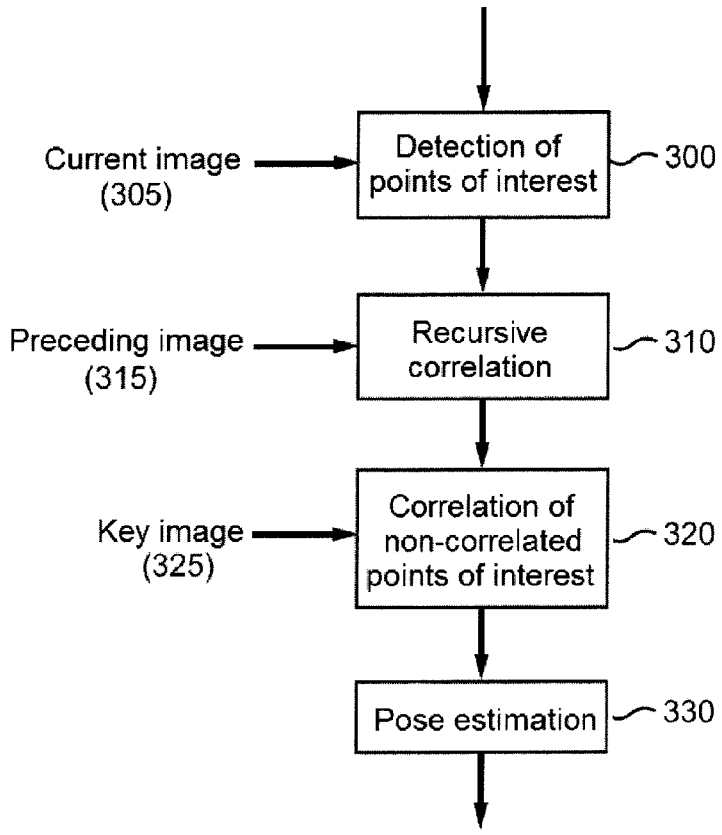 Detection of
points of interest
300
Current image
(305)
Recursive
correlation
310
Preceding image
(315)
Correlation of
non-correlated
points of interest
320
Key image
(325)
Pose estimation
330